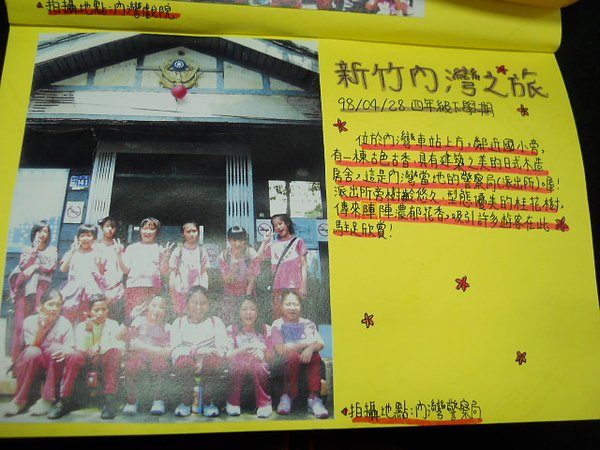 拍攝地點:內灣戲院
新竹內灣之旅
98/04/28 四年級下學期
位於內灣車站上方,鄰近國小旁,
有一棟古色古香,具有建築之美的日式木造
房舍,這是內灣當地的警察局(派出所)。喔!
派出所旁樹齡悠久、型態優美的桂花樹,
傳來陣陣濃郁花香,吸引許多遊客在此
駐足欣賞!
141
拍攝地點:內灣警察局